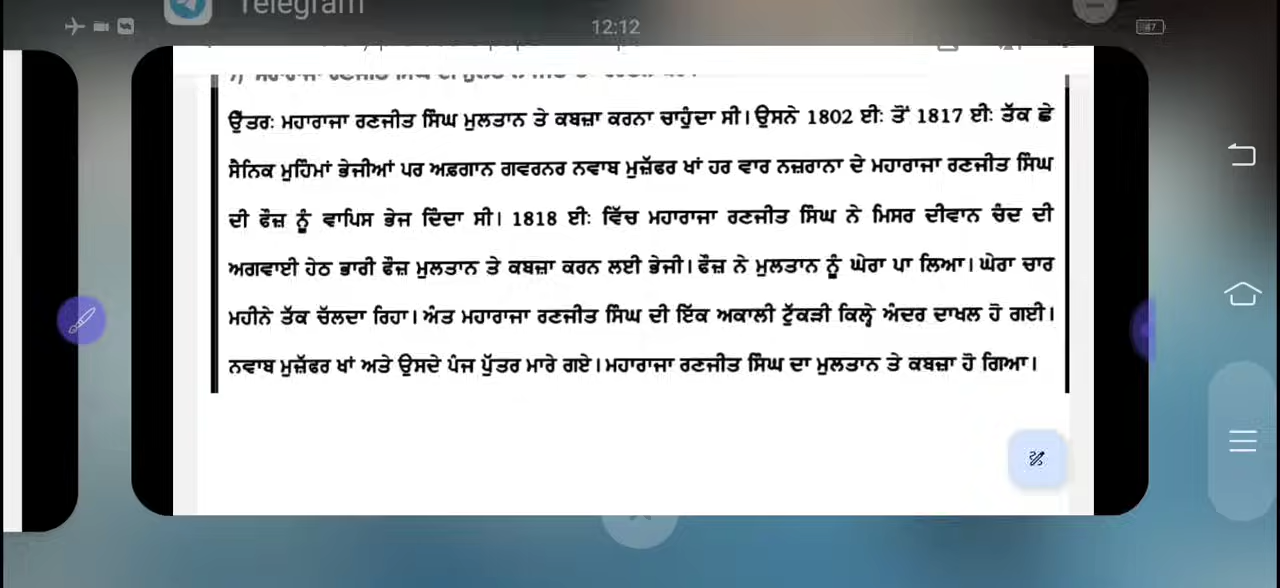 Telegram
12:12
47
ਉੱਤਰ: ਮਹਾਰਾਜਾ ਰਣਜੀਤ ਸਿੰਘ ਮੁਲਤਾਨ ਤੇ ਕਬਜ਼ਾ ਕਰਨਾ ਚਾਹੁੰਦਾ ਸੀ। ਉਸਨੇ 1802 ਈ: ਤੋਂ 1817 ਈ: ਤੱਕ ਛੇ
ਸੈਨਿਕ ਮੁਹਿੰਮਾਂ ਭੇਜੀਆਂ ਪਰ ਅਫ਼ਗਾਨ ਗਵਰਨਰ ਨਵਾਬ ਮੁਜ਼ੱਫਰ ਖਾਂ ਹਰ ਵਾਰ ਨਜ਼ਰਾਨਾ ਦੇ ਮਹਾਰਾਜਾ ਰਣਜੀਤ ਸਿੰਘ
ਦੀ ਫੌਜ਼ ਨੂੰ ਵਾਪਿਸ ਭੇਜ ਦਿੰਦਾ ਸੀ। 1818 ਈ: ਵਿੱਚ ਮਹਾਰਾਜਾ ਰਣਜੀਤ ਸਿੰਘ ਨੇ ਮਿਸਰ ਦੀਵਾਨ ਚੰਦ ਦੀ
ਅਗਵਾਈ ਹੇਠ ਭਾਰੀ ਫੌਜ਼ ਮੁਲਤਾਨ ਤੇ ਕਬਜ਼ਾ ਕਰਨ ਲਈ ਭੇਜੀ। ਫੌਜ਼ ਨੇ ਮੁਲਤਾਨ ਨੂੰ ਘੇਰਾ ਪਾ ਲਿਆ। ਘੇਰਾ ਚਾਰ
ਮਹੀਨੇ ਤੱਕ ਚੱਲਦਾ ਰਿਹਾ। ਅੰਤ ਮਹਾਰਾਜਾ ਰਣਜੀਤ ਸਿੰਘ ਦੀ ਇੱਕ ਅਕਾਲੀ ਟੁੱਕੜੀ ਕਿਲ੍ਹੇ ਅੰਦਰ ਦਾਖਲ ਹੋ ਗਈ।
ਨਵਾਬ ਮੁਜ਼ੱਫਰ ਖਾਂ ਅਤੇ ਉਸਦੇ ਪੰਜ ਪੁੱਤਰ ਮਾਰੇ ਗਏ। ਮਹਾਰਾਜਾ ਰਣਜੀਤ ਸਿੰਘ ਦਾ ਮੁਲਤਾਨ ਤੇ ਕਬਜ਼ਾ ਹੋ ਗਿਆ।